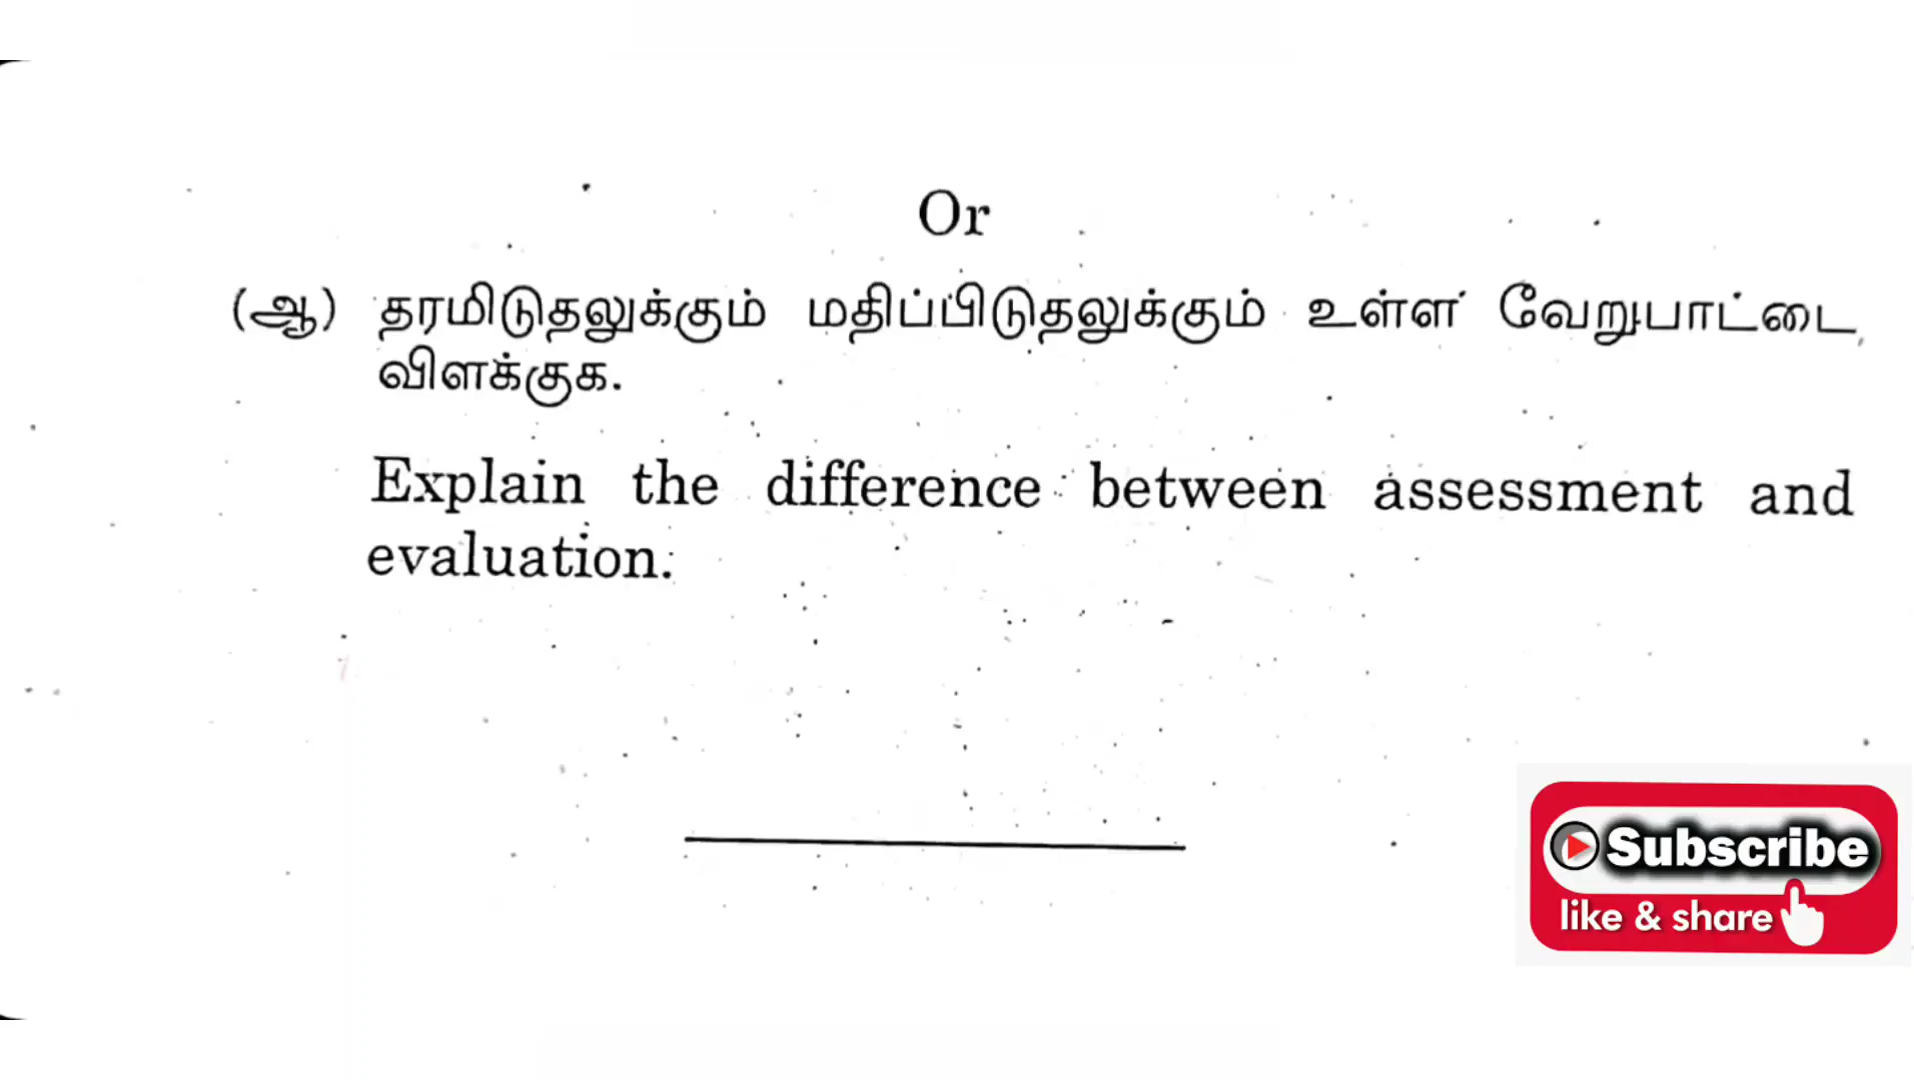 Or
(ஆ) தரமிடுதலுக்கும் மதிப்பிடுதலுக்கும் உள்ள வேறுபாட்டை
விளக்குக.
Explain the difference between assessment and
evaluation.
Subscribe
like & share